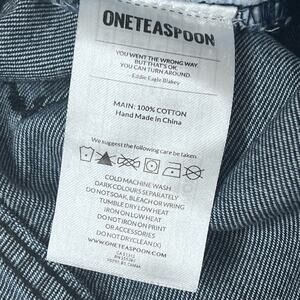 ONETEASPOON
YOU WENT THE WRONG WAY.
BUT THAT'S OK.
YOU CAN TURN AROUND.
- Eddie Eagle Blakey
MAIN: 100% COTTON
Hand Made in China
We suggest the following care be taken.
COLD MACHINE WASH
DARK COLOURS SEPARATELY
DO NOT SOAK, BLEACH OR WRING
TUMBLE DRY LOW HEAT
IRON ON LOW HEAT
DO NOT IRON ON PRINT
OR ACCESSORIES
DO NOT DRYCLEAN (X)
WWW.ONETEASPOON.COM